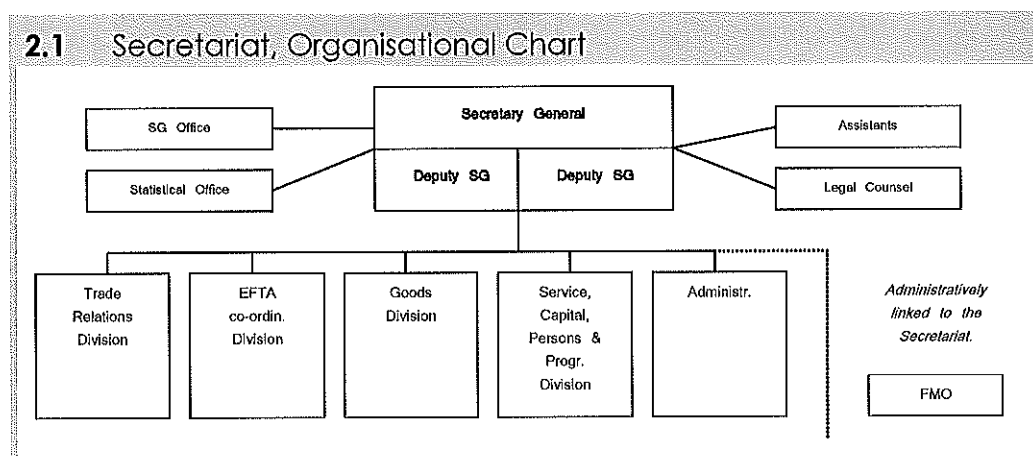 2.1 Secretariat, Organisational Chart
SG Office
Secretary General
Assistants
Statistical Office
Deputy SG
Deputy SG
Legal Counsel
Trade
Relations
Division
EFTA
co-ordin.
Division
Goods
Division
Service,
Capital,
Persons &
Progr.
Division
Administr.
Administratively
linked to the
Secretariat.
FMO